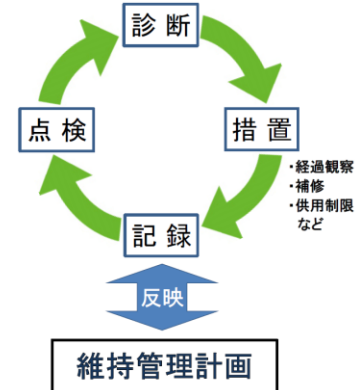 診断
点検
措置
・経過観察
・補修
・供用制限
など
記録
反映
維持管理計画